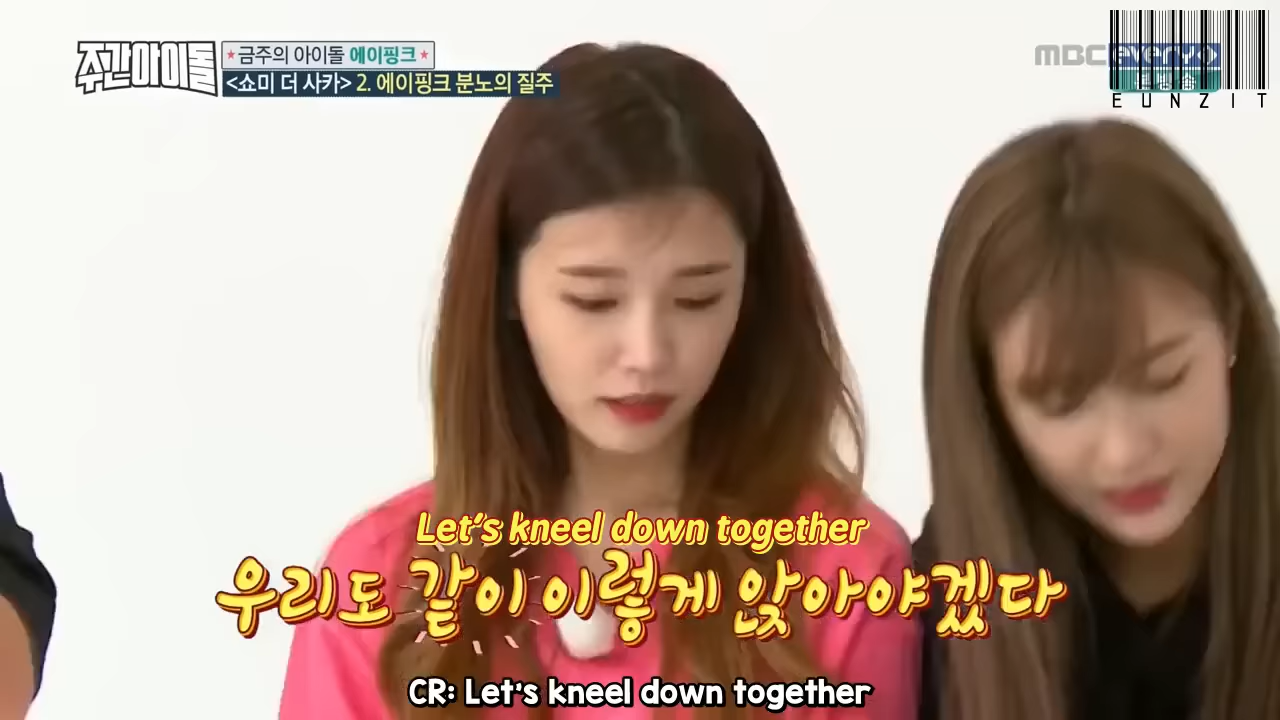 주간아이돌
★금주의 아이돌 에이핑크★
<쇼미 더 사카> 2. 에이핑크 분노의 질주
MBC every1
EUNZIT
Let's kneel down together
우리도 같이 이렇게 앉아야겠다
CR: Let's kneel down together